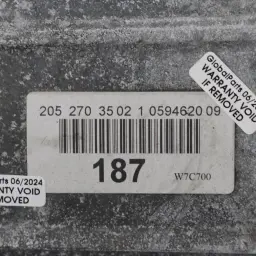 GlobalParts 06/2
WARRANTY VOID
IF REMOVED
205 270 35 02 1 0594620 09
187
W7C700
rts 06/2024
NTY VOID
MOVED